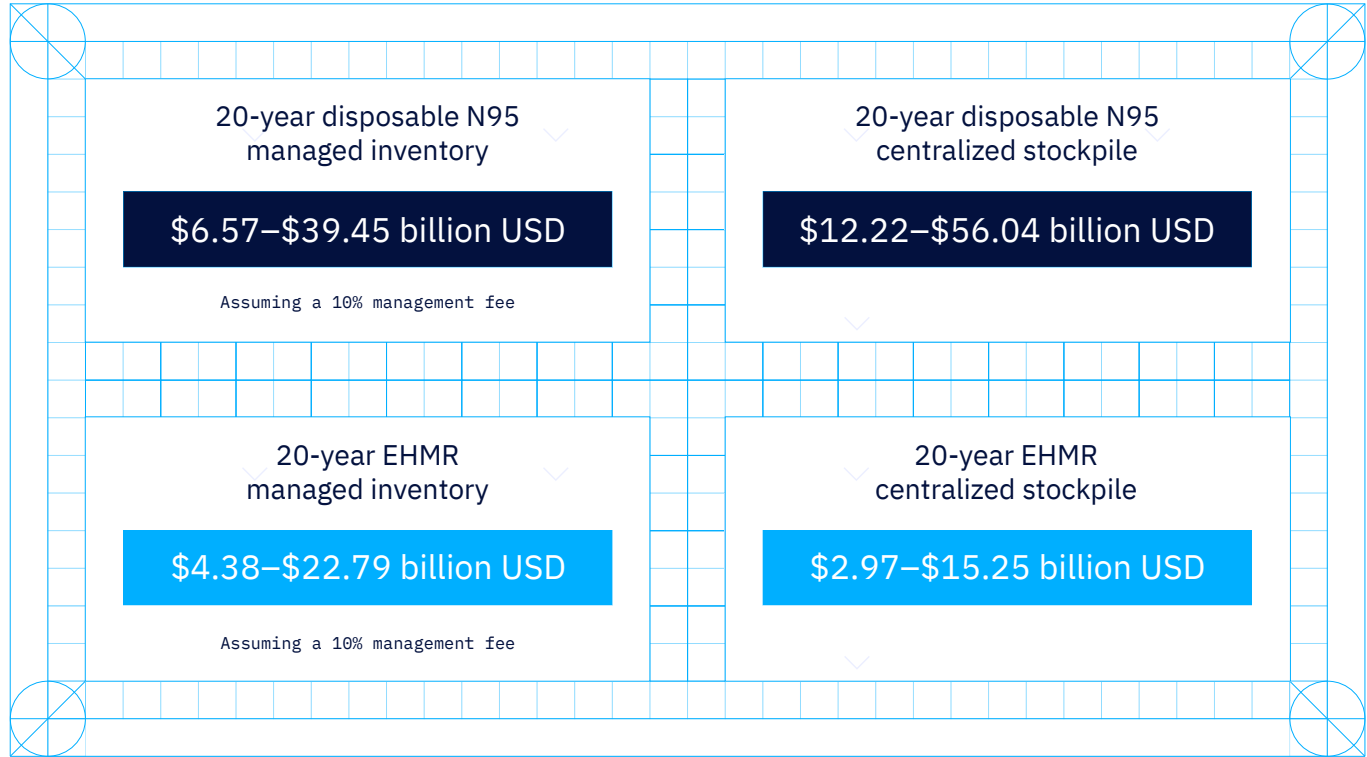 20-year disposable N95
managed inventory
$6.57–$39.45 billion USD
Assuming a 10% management fee
20-year disposable N95
centralized stockpile
$12.22–$56.04 billion USD
20-year EHMR
managed inventory
$4.38–$22.79 billion USD
Assuming a 10% management fee
20-year EHMR
centralized stockpile
$2.97–$15.25 billion USD